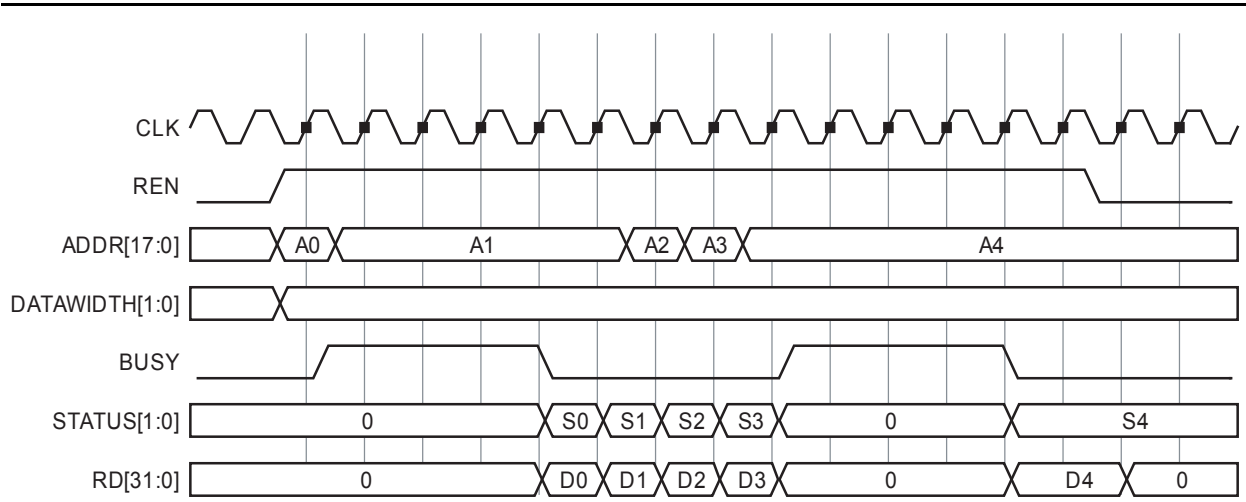 CLK
REN
ADDR[17:0] A0 A1 A2 A3 A4
DATAWIDTH[1:0]
BUSY
STATUS[1:0] 0 S0 S1 S2 S3 0 S4
RD[31:0] 0 D0 D1 D2 D3 0 D4 0